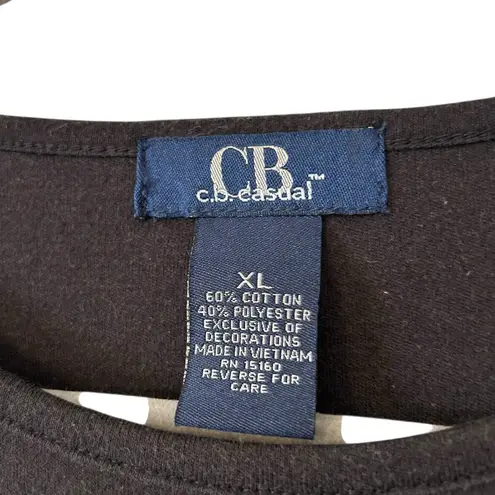 CB
c.b. casual™
XL
60% COTTON
40% POLYESTER
EXCLUSIVE OF
DECORATIONS
MADE IN VIETNAM
RN 15160
REVERSE FOR
CARE